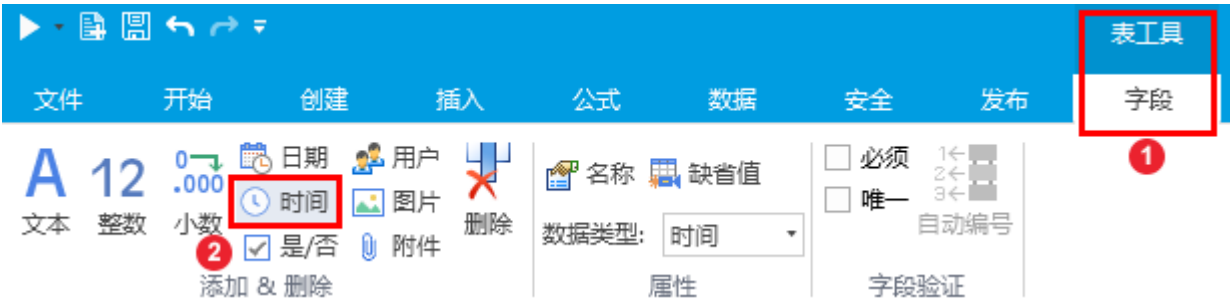 表工具
文件 开始 创建 插入 公式 数据 安全 发布 字段
1
A 文本
12 整数
0 .000 小数
日期
时间
是/否
2
用户
图片
附件
删除
添加 & 删除
名称 缺省值
数据类型: 时间
属性
必须
唯一
1
2
3
自动编号
字段验证